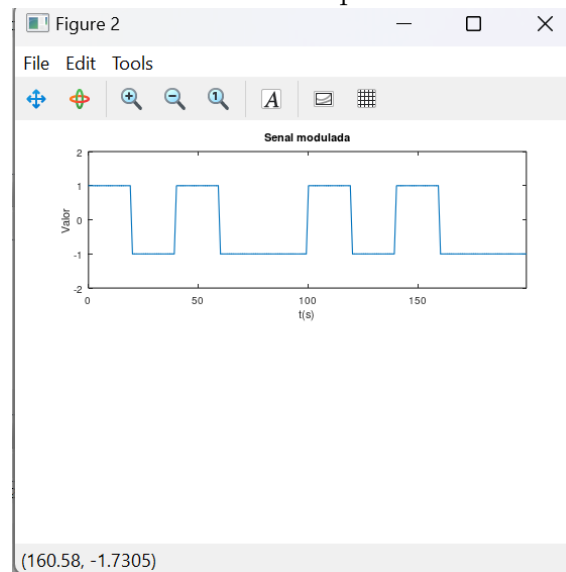 Figure 2
File Edit Tools
A
Senal modulada
2
1
0
-1
-2
Valor
0 50 100 150
t(s)
(160.58, -1.7305)